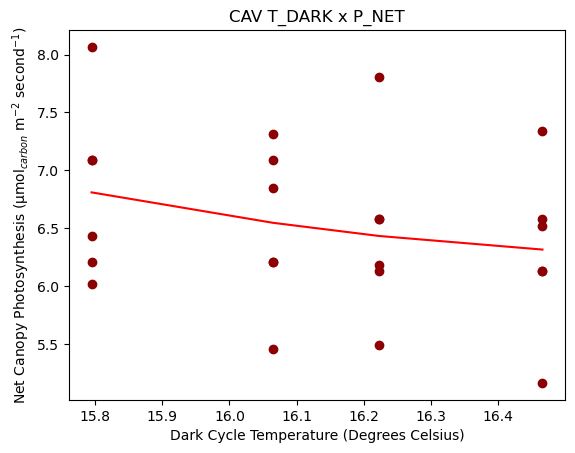 CAV T_DARK x P_NET
Net Canopy Photosynthesis (μmol_{carbon} m^{−2} second^{−1})
8.0
7.5
7.0
6.5
6.0
5.5
15.8 15.9 16.0 16.1 16.2 16.3 16.4
Dark Cycle Temperature (Degrees Celsius)